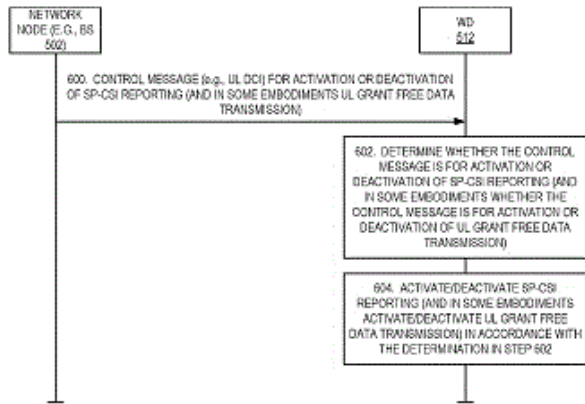 NETWORK
NODE (E.G., BS
502)
WD
512
600. CONTROL MESSAGE (e.g., UL DCI) FOR ACTIVATION OR DEACTIVATION
OF SP-CSI REPORTING (AND IN SOME EMBODIMENTS UL GRANT FREE DATA
TRANSMISSION)
602. DETERMINE WHETHER THE CONTROL
MESSAGE IS FOR ACTIVATION OR
DEACTIVATION OF SP-CSI REPORTING (AND
IN SOME EMBODIMENTS WHETHER THE
CONTROL MESSAGE IS FOR ACTIVATION OR
DEACTIVATION OF UL GRANT FREE DATA
TRANSMISSION)
604. ACTIVATE/DEACTIVATE SP-CSI
REPORTING (AND IN SOME EMBODIMENTS
ACTIVATE/DEACTIVATE UL GRANT FREE
DATA TRANSMISSION) IN ACCORDANCE WITH
THE DETERMINATION IN STEP 602